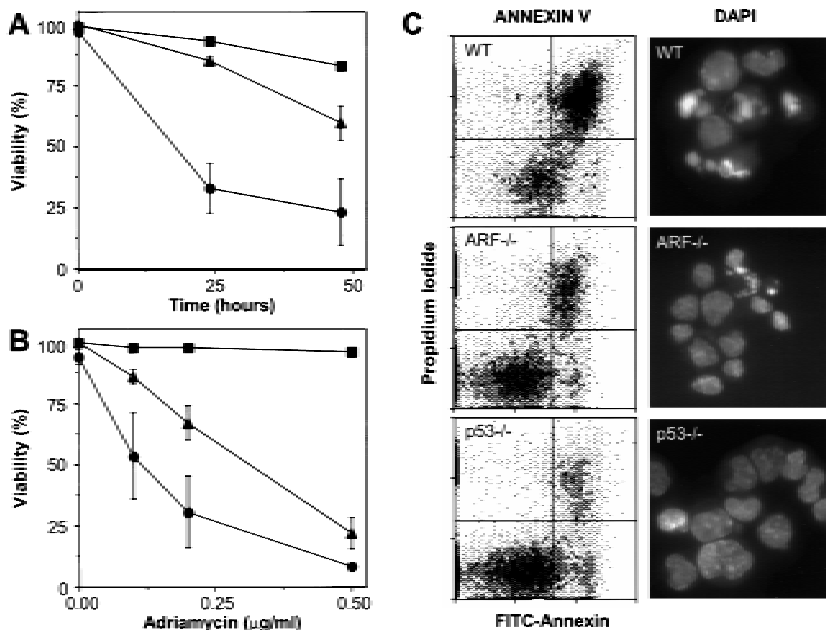 A
100
75
50
25
0
Viability (%)
0 25 50
Time (hours)
B
100
75
50
25
0
Viability (%)
0.00 0.25 0.50
Adriamycin (µg/ml)
C
ANNEXIN V DAPI
WT WT
ARF-/- ARF-/-
p53-/- p53-/-
Propidium Iodide
FITC-Annexin